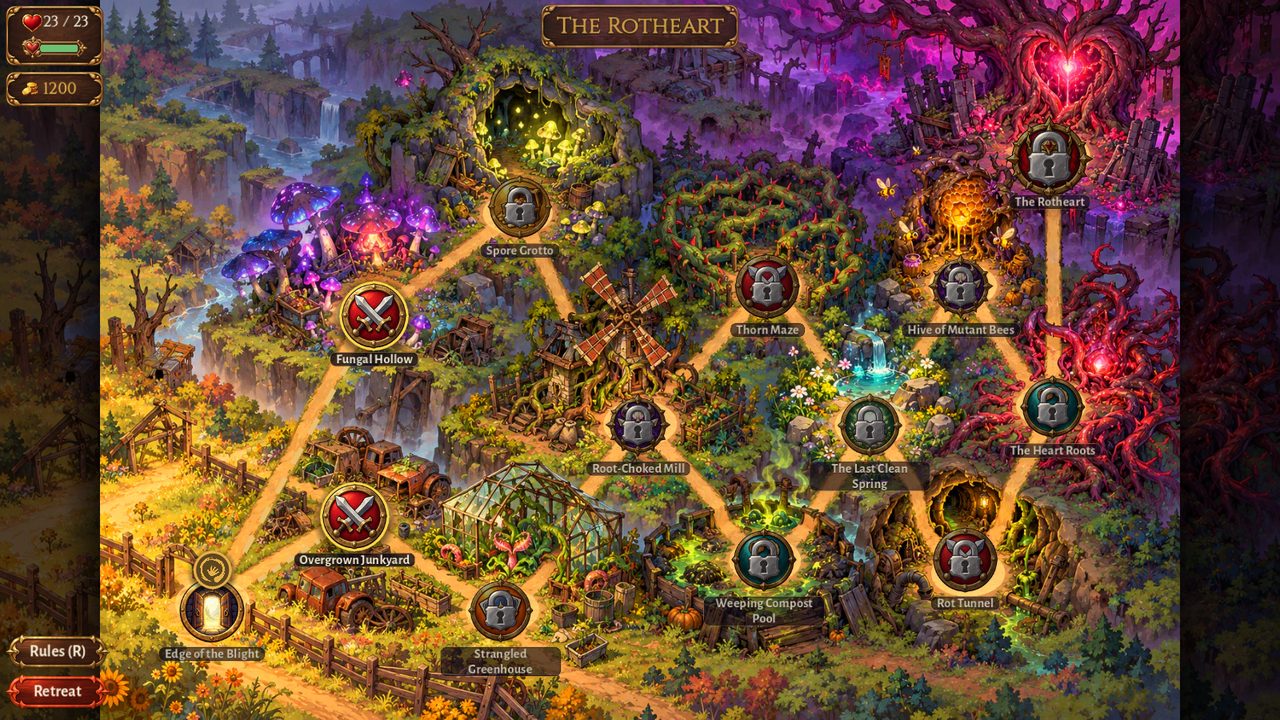 23 / 23
THE ROTHEART
1200
The Rotheart
Spore Grotto
Thorn Maze
Hive of Mutant Bees
Fungal Hollow
The Heart Roots
Root-Choked Mill
The Last Clean
Spring
Overgrown Junkyard
Weeping Compost
Pool
Rot Tunnel
Edge of the Blight
Strangled
Greenhouse
Rules (R)
Retreat